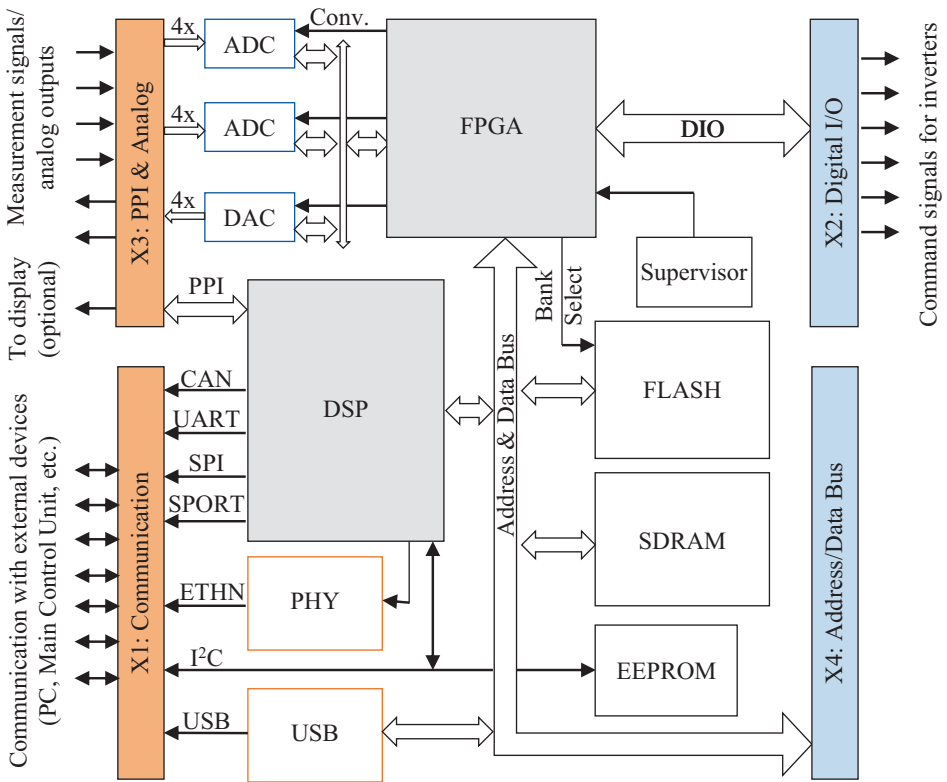 Measurement signals/
analog outputs
To display
(optional)
Communication with external devices
(PC, Main Control Unit, etc.)
X3: PPI & Analog
4x
ADC
Conv.
4x
ADC
4x
DAC
PPI
FPGA
DIO
X2: Digital I/O
Command signals for inverters
Supervisor
Bank
Select
Address & Data Bus
DSP
FLASH
SDRAM
EEPROM
X4: Address/Data Bus
X1: Communication
CAN
UART
SPI
SPORT
ETHN
PHY
I²C
USB
USB